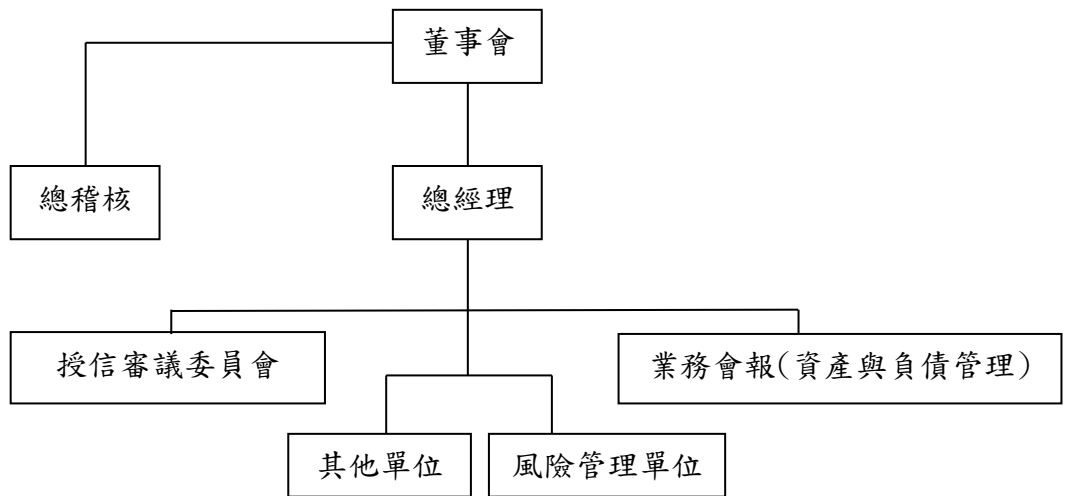 董事會
總稽核
總經理
授信審議委員會
業務會報(資產與負債管理)
其他單位
風險管理單位